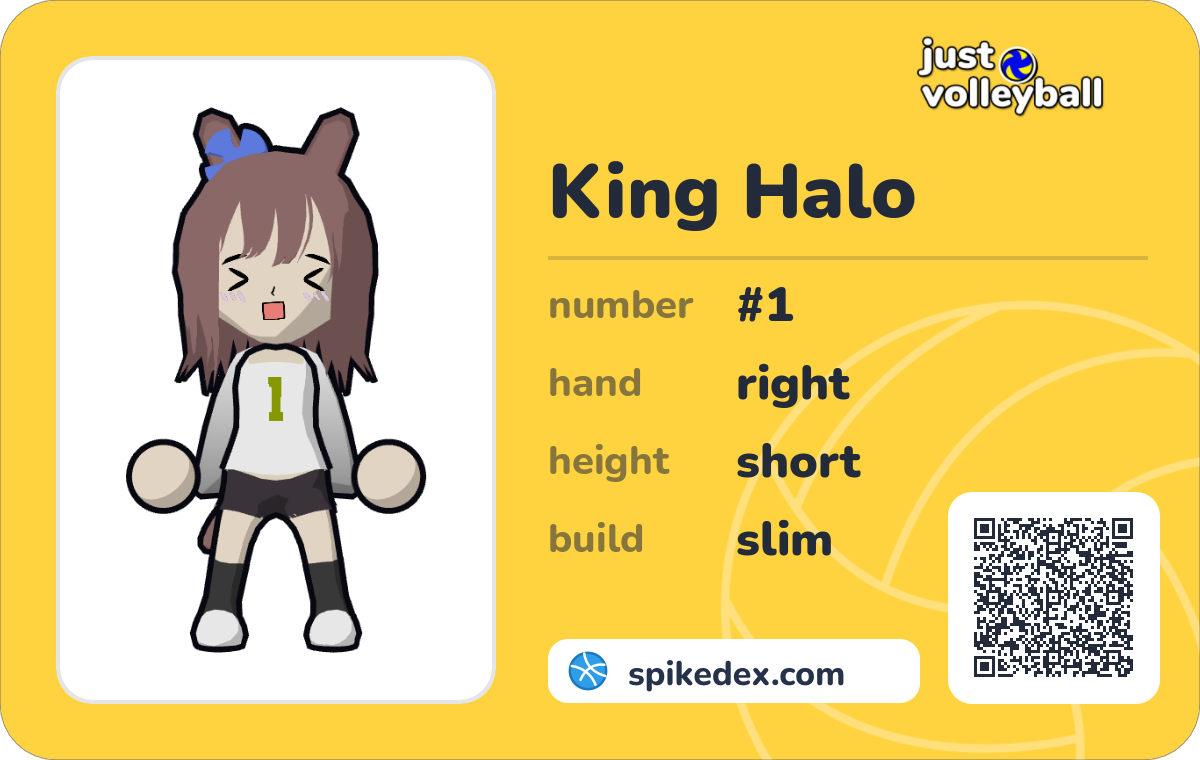 just
volleyball
King Halo
number #1
hand right
height short
build slim
1
spikedex.com